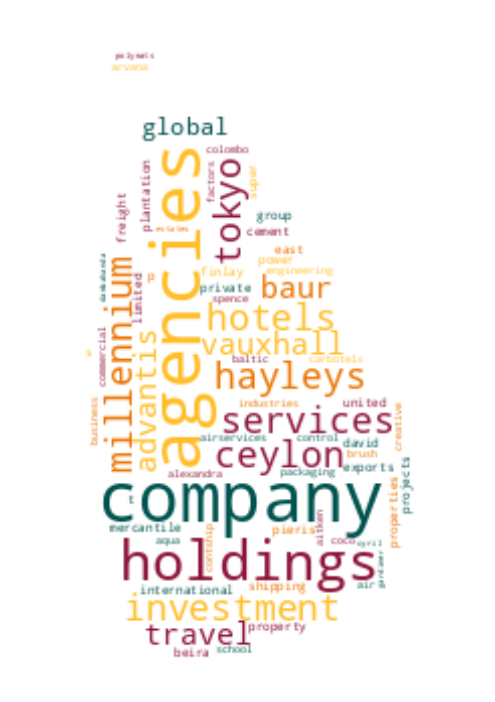 polymats
arvana
global
colombo
agencies
tokyo
factors
super
plantation
freight
group
cement
estates
east
power
finlay
engineering
p
private
baur
spence
millennium
limited
dankabanda
hotels
advantis
vauxhall
commercial
baltic
carbotels
hayleys
business
industries
united
creative
services
airservices
control
david
ceylon
brush
alexandra
packaging
exports
projects
properties
company
t
mercantile
pieris
aitken
aqua
contship
coco
cyril
gardaner
holdings
air
international
shipping
investment
travel
property
beira
school